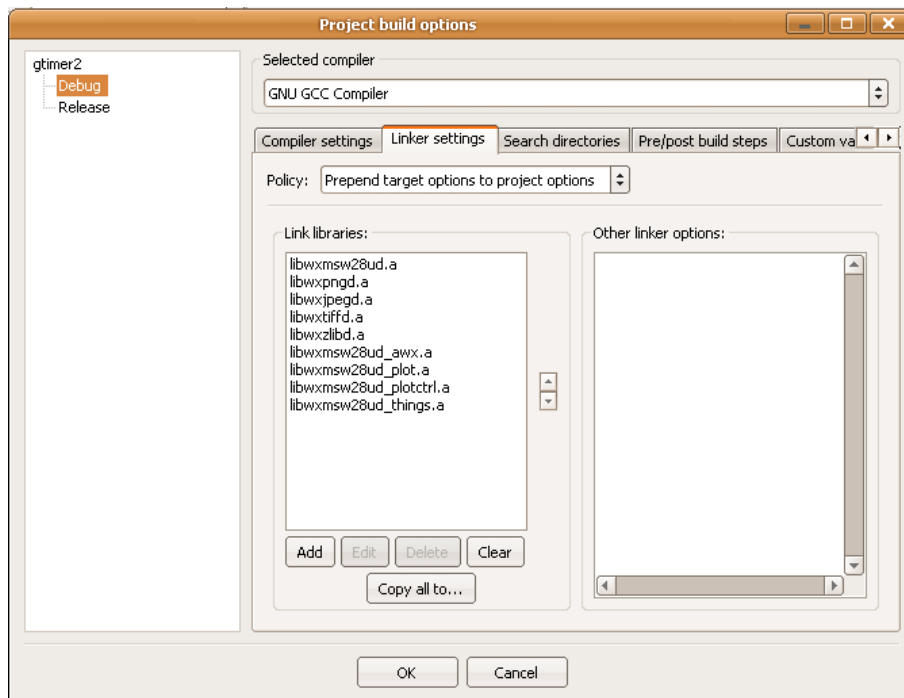 Project build options
gtimer2
Debug
Release
Selected compiler
GNU GCC Compiler
Compiler settings Linker settings Search directories Pre/post build steps Custom va
Policy: Prepend target options to project options
Link libraries:
libwxmsw28ud.a
libwxpngd.a
libwxjpegd.a
libwxtiffd.a
libwxzlibd.a
libwxmsw28ud_awx.a
libwxmsw28ud_plot.a
libwxmsw28ud_plotctrl.a
libwxmsw28ud_things.a
Add Edit Delete Clear
Copy all to...
Other linker options:
OK Cancel